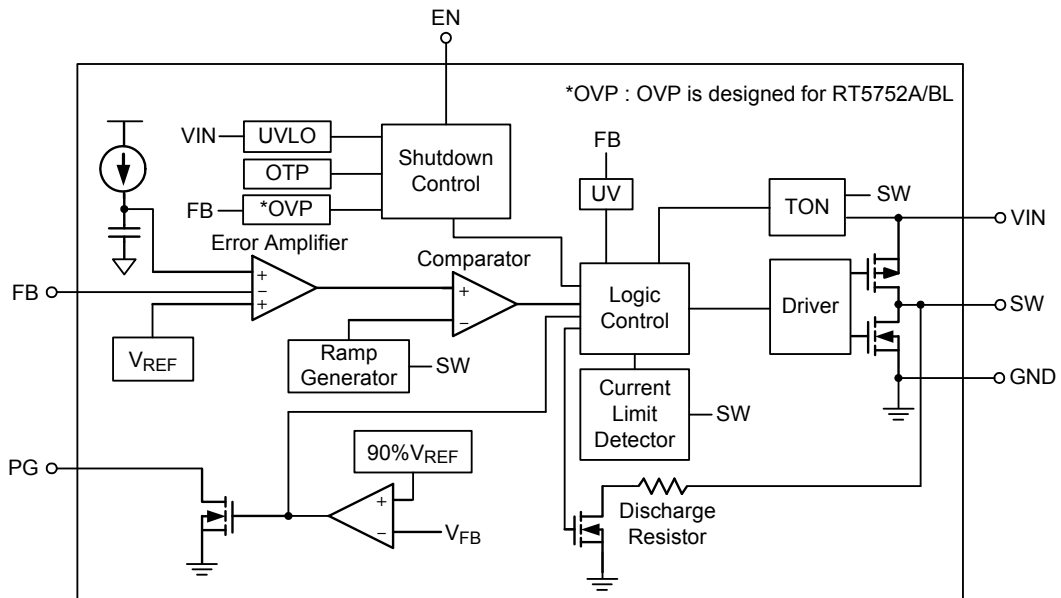 EN
*OVP : OVP is designed for RT5752A/BL
VIN
UVLO
OTP
FB
*OVP
Shutdown
Control
FB
UV
TON
SW
VIN
Error Amplifier
Comparator
+
−
+
FB
VREF
+
−
Ramp
Generator
SW
Logic
Control
Driver
SW
GND
Current
Limit
Detector
SW
PG
90%VREF
+
−
VFB
Discharge
Resistor